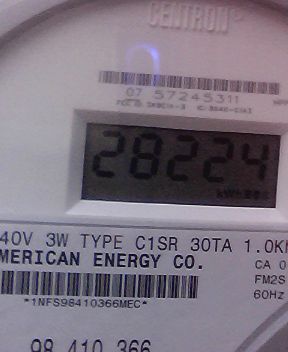 CENTRON®
07 57245311
28224
40V 3W TYPE C1SR 30TA 1.0K
MERICAN ENERGY CO.
CA 0
FM2S
60Hz
*1NFS98410366MEC*
98 410 366